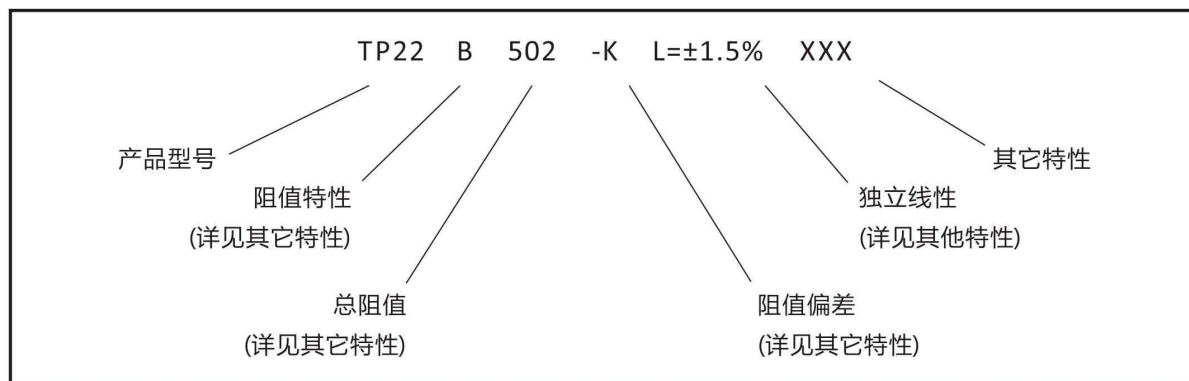 TP22 B 502 -K L=±1.5% XXX
产品型号
其它特性
阻值特性
(详见其它特性)
独立线性
(详见其他特性)
总阻值
(详见其它特性)
阻值偏差
(详见其它特性)